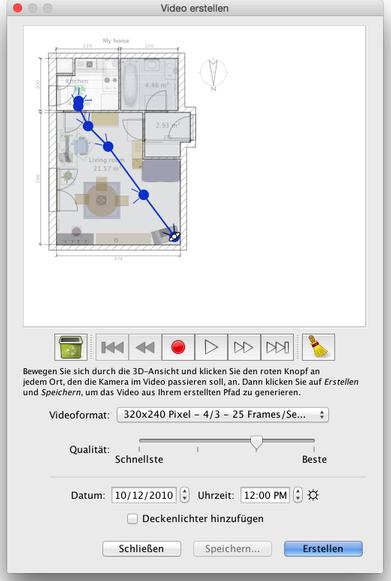 Video erstellen
My home
Kitchen
4.46 m²
2.93 m²
Living room
21.57 m²
N
Bewegen Sie sich durch die 3D-Ansicht und klicken Sie den roten Knopf an
jedem Ort, den die Kamera im Video passieren soll, an. Dann klicken Sie auf Erstellen
und Speichern, um das Video aus Ihrem erstellten Pfad zu generieren.
Videoformat: 320x240 Pixel – 4/3 – 25 Frames/Se...
Qualität:
Schnellste Beste
Datum: 10/12/2010 Uhrzeit: 12:00 PM
Deckenlichter hinzufügen
Schließen Speichern... Erstellen